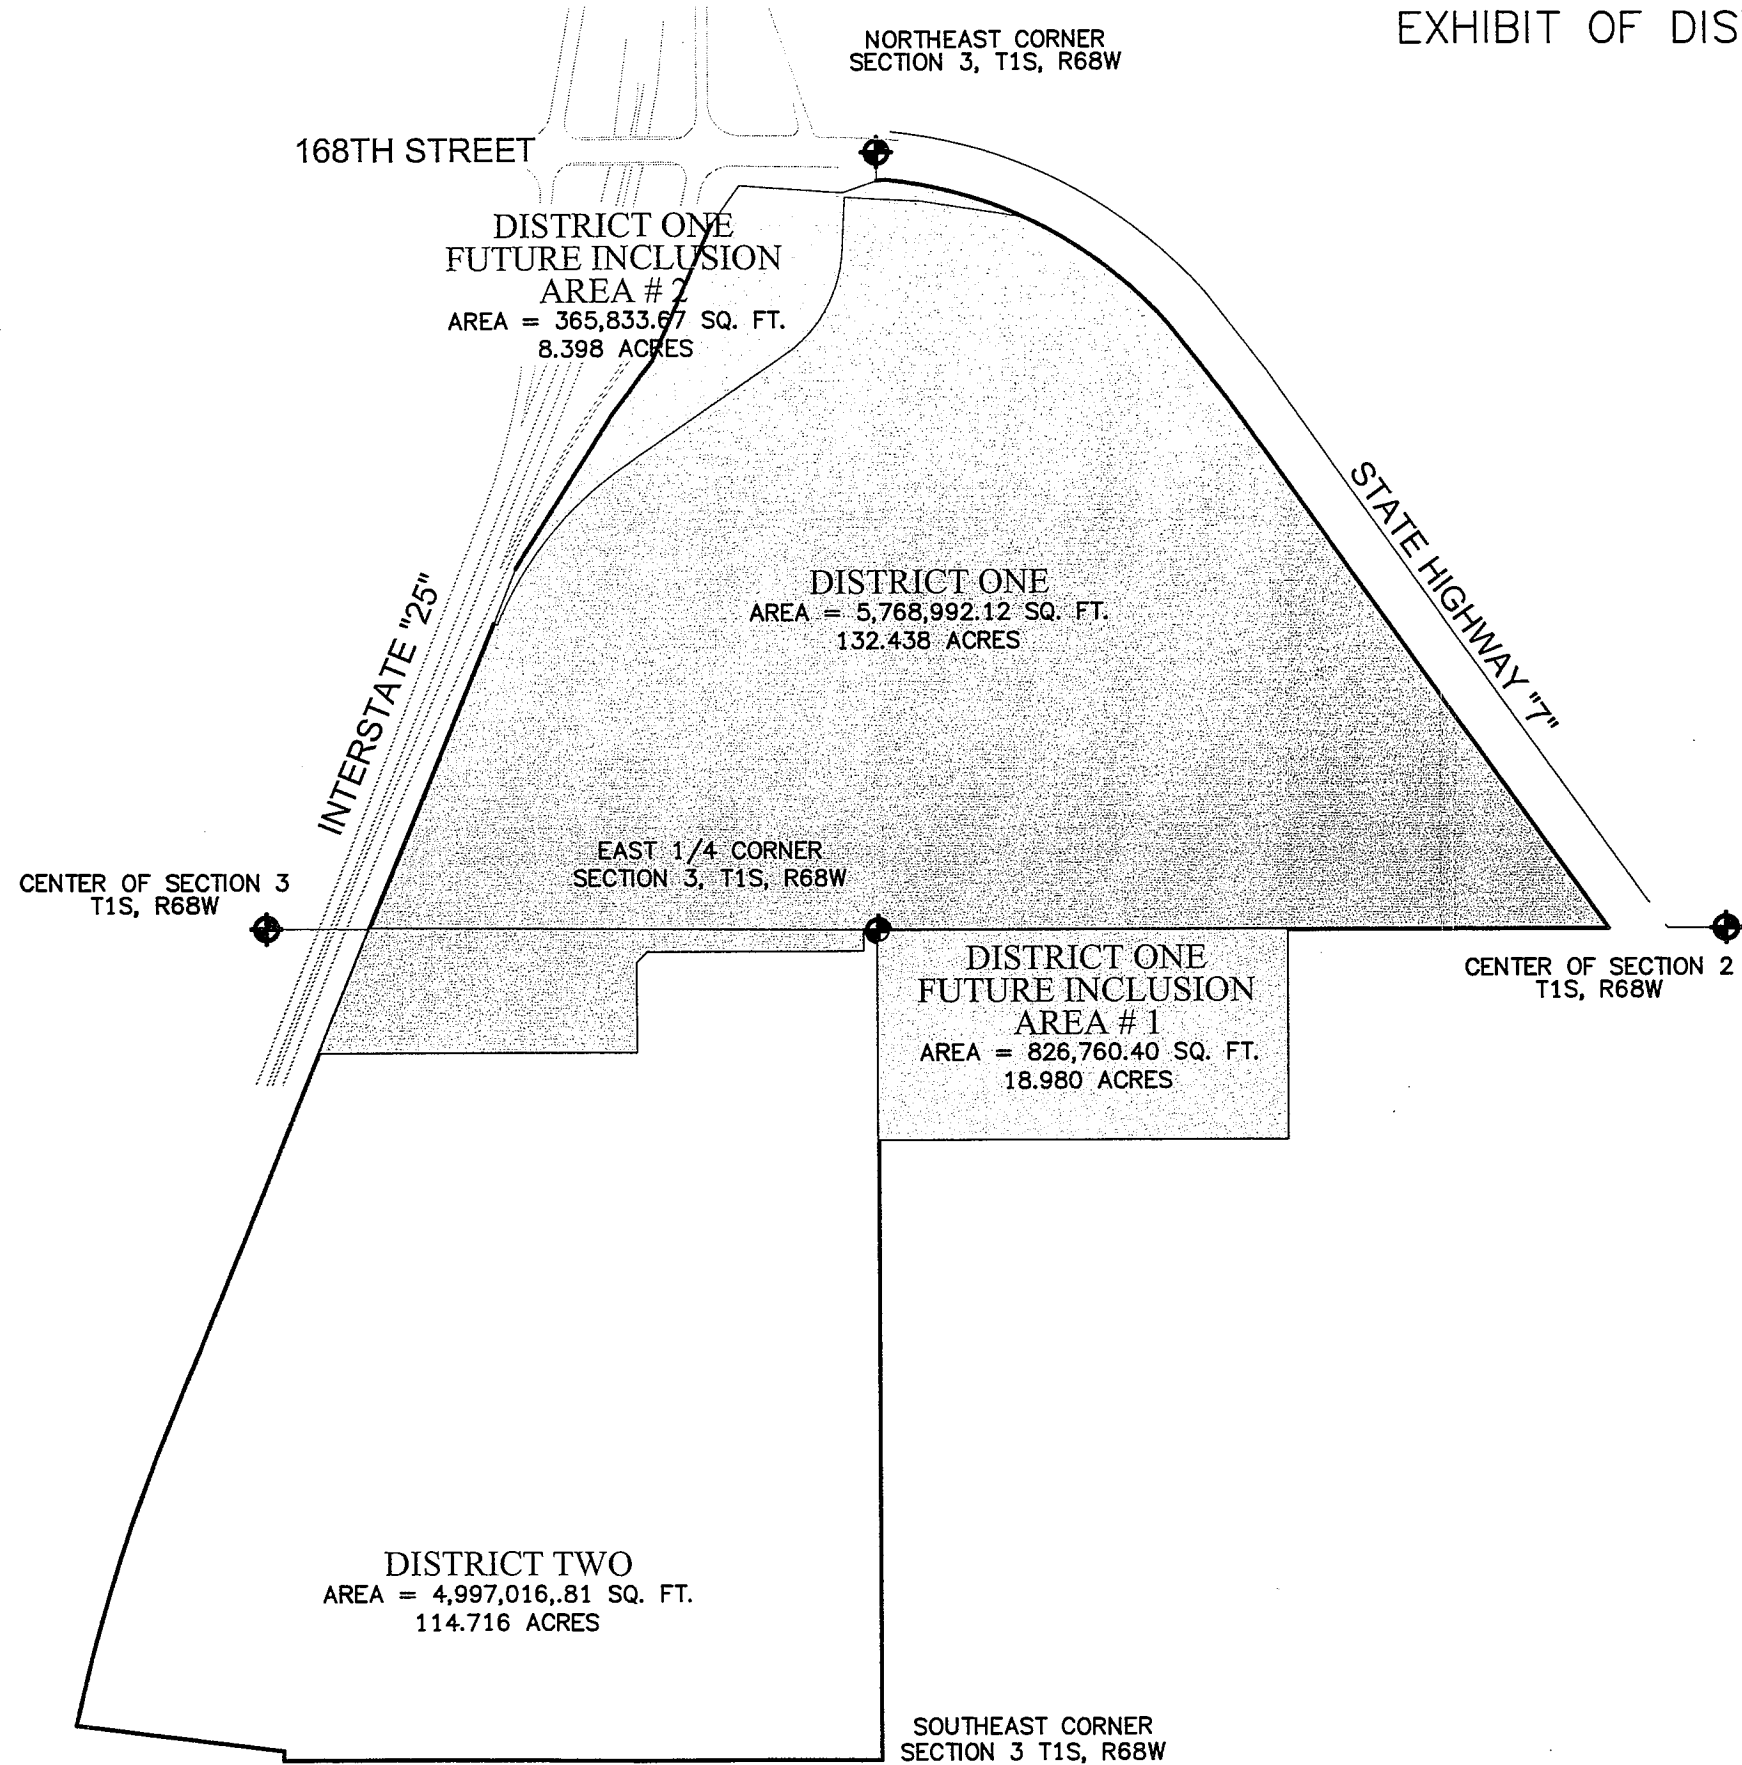 EXHIBIT OF DIS
NORTHEAST CORNER
SECTION 3, T1S, R68W
168TH STREET
DISTRICT ONE
FUTURE INCLUSION
AREA # 2
AREA = 365,833.67 SQ. FT.
8.398 ACRES
STATE HIGHWAY "7"
DISTRICT ONE
AREA = 5,768,992.12 SQ. FT.
132.438 ACRES
INTERSTATE "25"
EAST 1/4 CORNER
SECTION 3, T1S, R68W
CENTER OF SECTION 3
T1S, R68W
DISTRICT ONE
FUTURE INCLUSION
AREA # 1
AREA = 826,760.40 SQ. FT.
18.980 ACRES
CENTER OF SECTION 2
T1S, R68W
DISTRICT TWO
AREA = 4,997,016,.81 SQ. FT.
114.716 ACRES
SOUTHEAST CORNER
SECTION 3 T1S, R68W